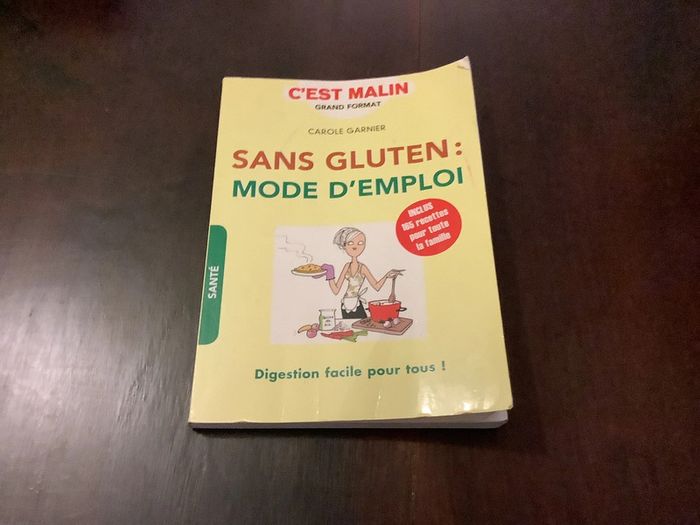 C'EST MALIN
GRAND FORMAT
CAROLE GARNIER
SANS GLUTEN :
MODE D'EMPLOI
INCLUS
165 recettes
pour toute
la famille
SANTÉ
Digestion facile pour tous !